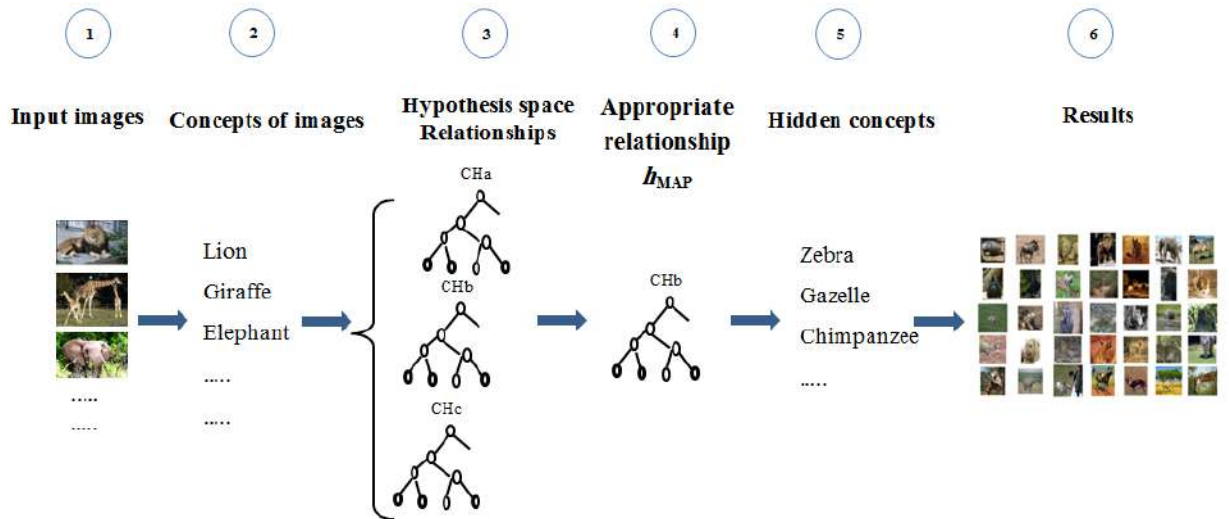 1
2
3
4
5
6
Input images
Concepts of images
Hypothesis space
Relationships
Appropriate
relationship
hMAP
Hidden concepts
Results
.....
.....
Lion
Giraffe
Elephant
.....
.....
CHa
CHb
CHc
CHb
Zebra
Gazelle
Chimpanzee
.....